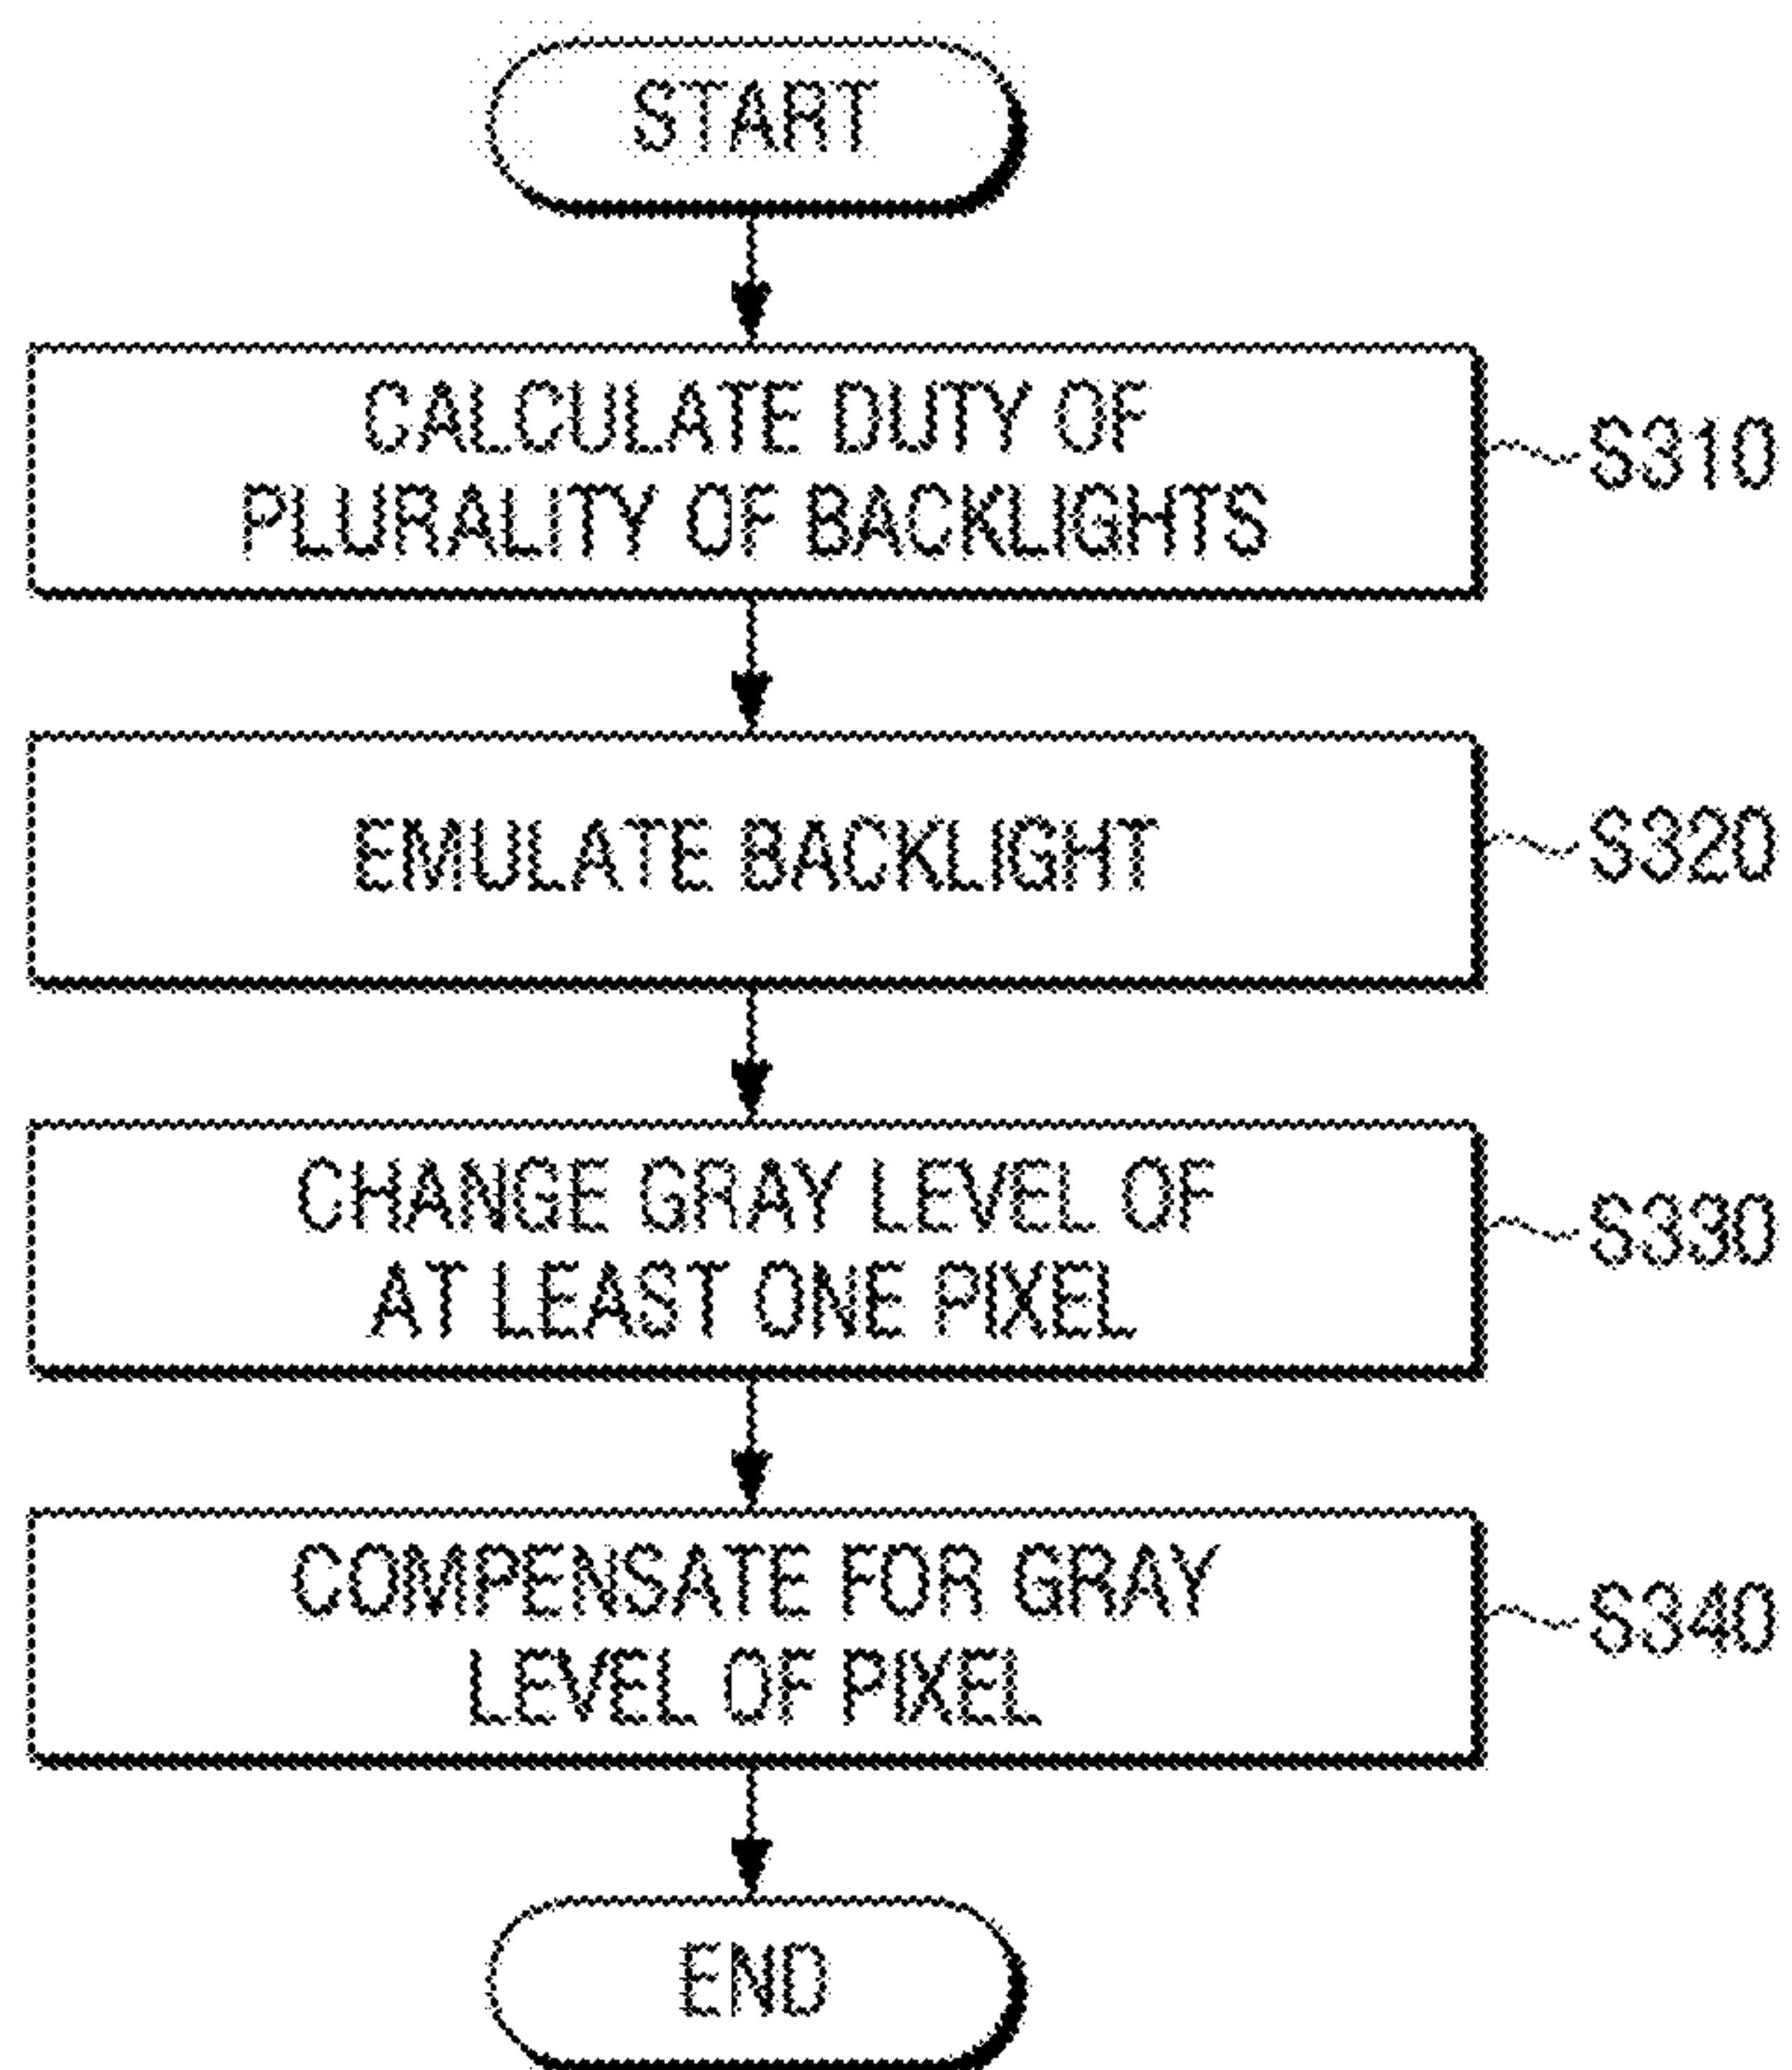 START
CALCULATE DUTY OF
PLURALITY OF BACKLIGHTS
S310
EMULATE BACKLIGHT
S320
CHANGE GRAY LEVEL OF
AT LEAST ONE PIXEL
S330
COMPENSATE FOR GRAY
LEVEL OF PIXEL
S340
END